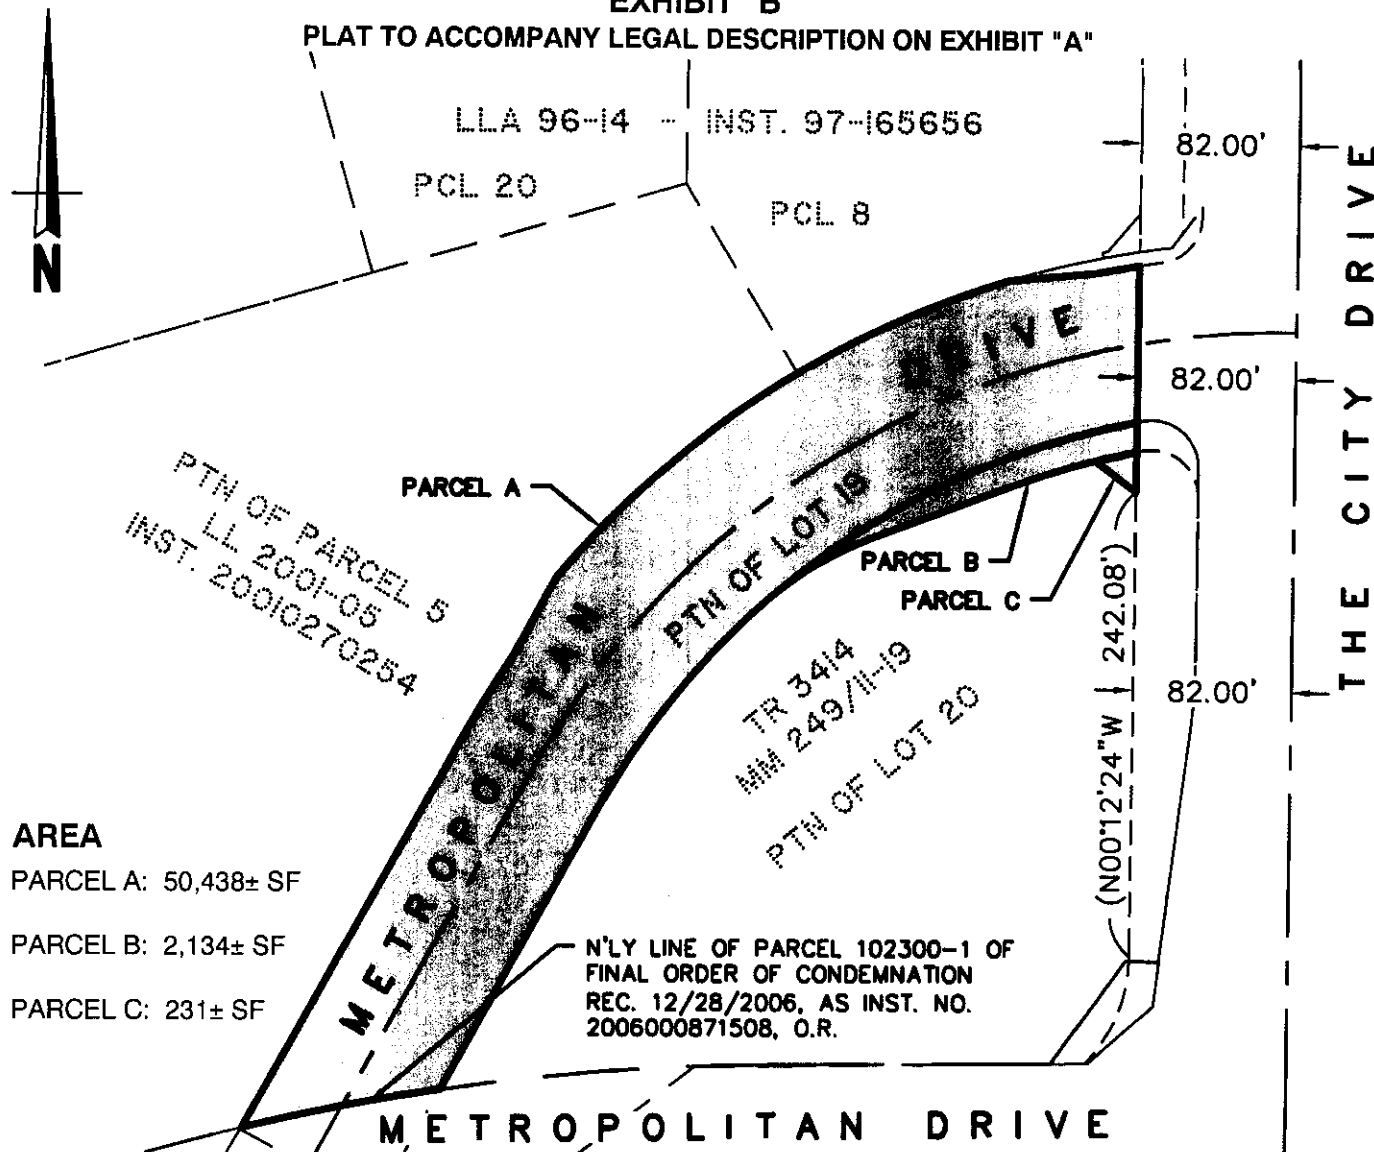 EXHIBIT "B"
PLAT TO ACCOMPANY LEGAL DESCRIPTION ON EXHIBIT "A"
N
LLA 96-14 - INST. 97-165656
PCL 20
PCL 8
82.00'
THE CITY DRIVE
METROPOLITAN DRIVE
82.00'
PARCEL A
PTN OF PARCEL 5
LL 2001-05
INST. 20010270254
PTN OF LOT 19
PARCEL B
PARCEL C
(N00°12'24"W 242.08')
82.00'
TR 3414
MM 249/11-19
PTN OF LOT 20
AREA
PARCEL A: 50,438± SF
PARCEL B: 2,134± SF
PARCEL C: 231± SF
N'LY LINE OF PARCEL 102300-1 OF
FINAL ORDER OF CONDEMNATION
REC. 12/28/2006, AS INST. NO.
2006000871508, O.R.
METROPOLITAN DRIVE